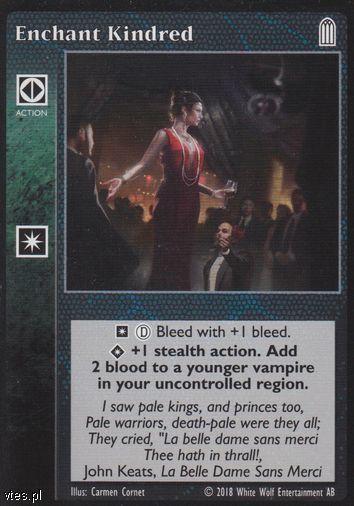 Enchant Kindred
ACTION
D Bleed with +1 bleed.
+1 stealth action. Add
2 blood to a younger vampire
in your uncontrolled region.
I saw pale kings, and princes too,
Pale warriors, death-pale were they all;
They cried, "La belle dame sans merci
Thee hath in thrall!,
John Keats, La Belle Dame Sans Merci
vtes.pl
Illus: Carmen Cornet
© 2018 White Wolf Entertainment AB